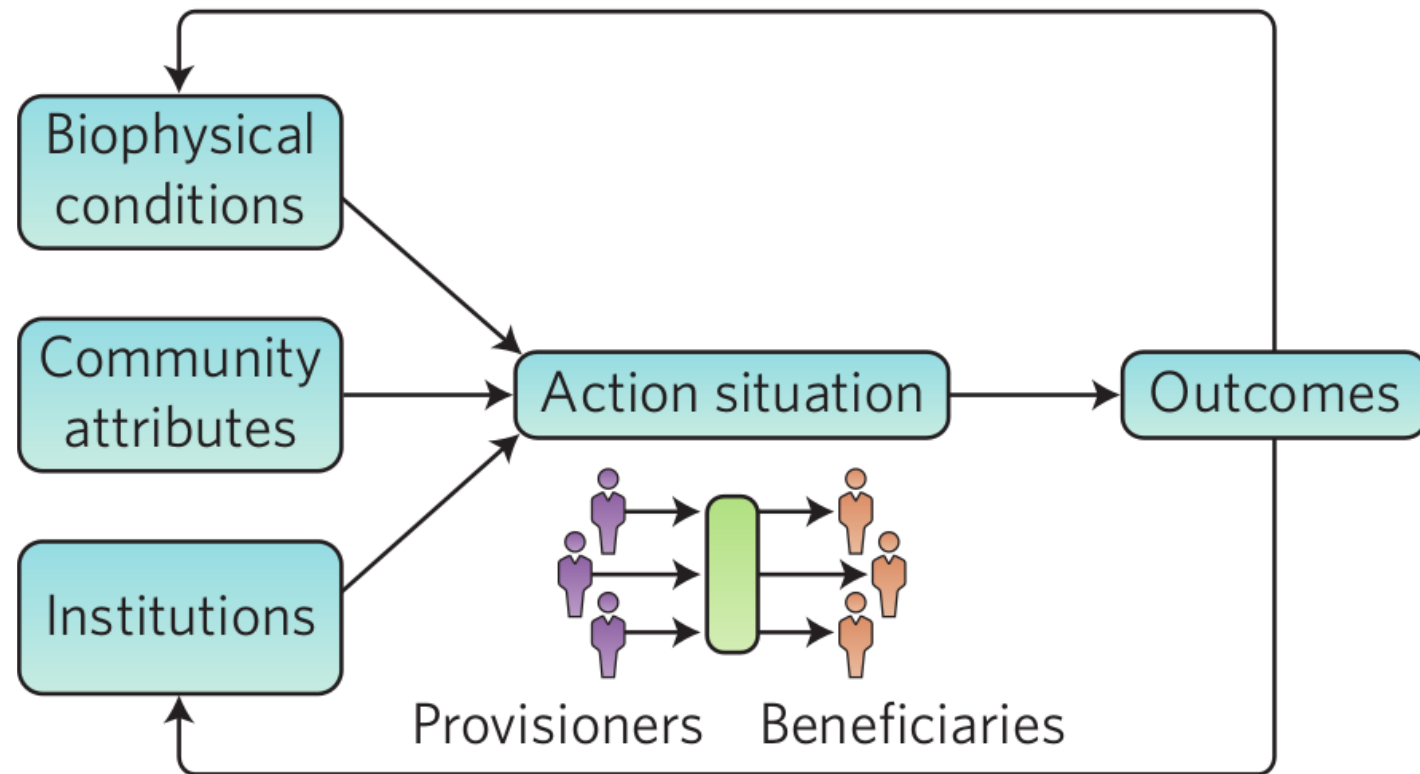 Biophysical
conditions
Community
attributes
Institutions
Action situation
Outcomes
Provisioners
Beneficiaries